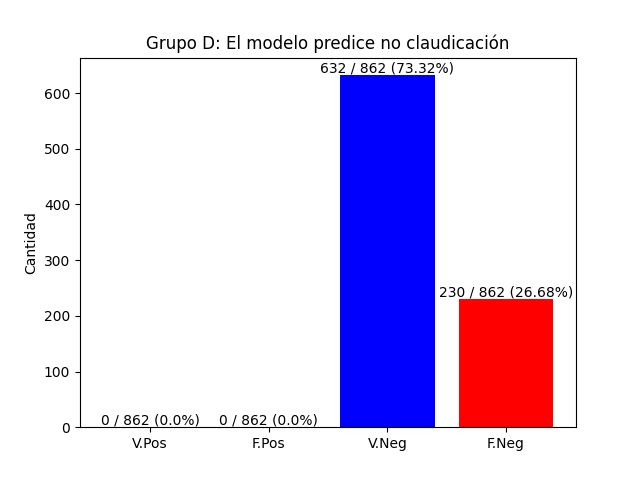 Grupo D: El modelo predice no claudicación
632 / 862 (73.32%)
600
500
400
300
200
100
0
Cantidad
230 / 862 (26.68%)
0 / 862 (0.0%)
0 / 862 (0.0%)
V.Pos
F.Pos
V.Neg
F.Neg